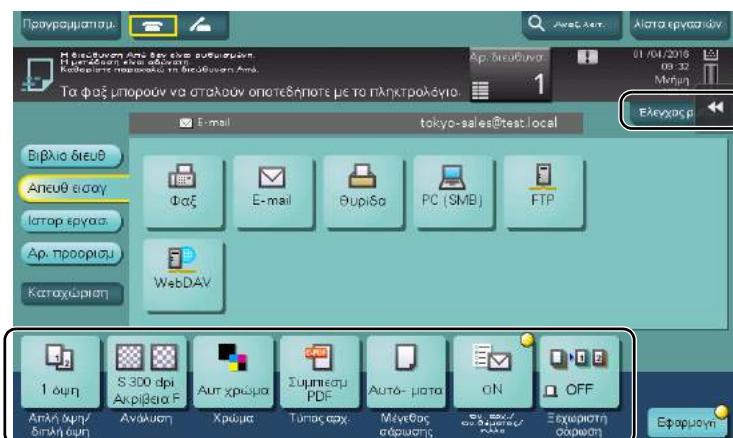 Προγραμματισμ.
Λίστα εργασιών
Η διεύθυνση Από δεν είναι ρυθμισμένη.
Η μετάδοση είναι αδύνατη.
Καθορίστε παρακαλώ τη διεύθυνση Από.
Τα φαξ μπορούν να σταλούν οποτεδήποτε με το πληκτρολόγιο.
Αρ. διεύθυνσ.
1
01/04/2016
09:32
Μνήμη
Έλεγχος ρ
E-mail
tokyo-sales@test.local
Βιβλίο διευθ
Απευθ εισαγ
Ιστορ εργασ.
Αρ. προορισμ
Καταχώριση
Φαξ
E-mail
Θυρίδα
PC (SMB)
FTP
WebDAV
1 όψη
S 300 dpi
Ακρίβεια F
Αυτ χρώμα
Συμπιεσμ
PDF
Αυτό- ματα
ON
OFF
Απλή όψη/
διπλή όψη
Ανάλυση
Χρώμα
Τύπος αρχ.
Μέγεθος
σάρωσης
Ξεχωριστή
σάρωση
Εφαρμογή